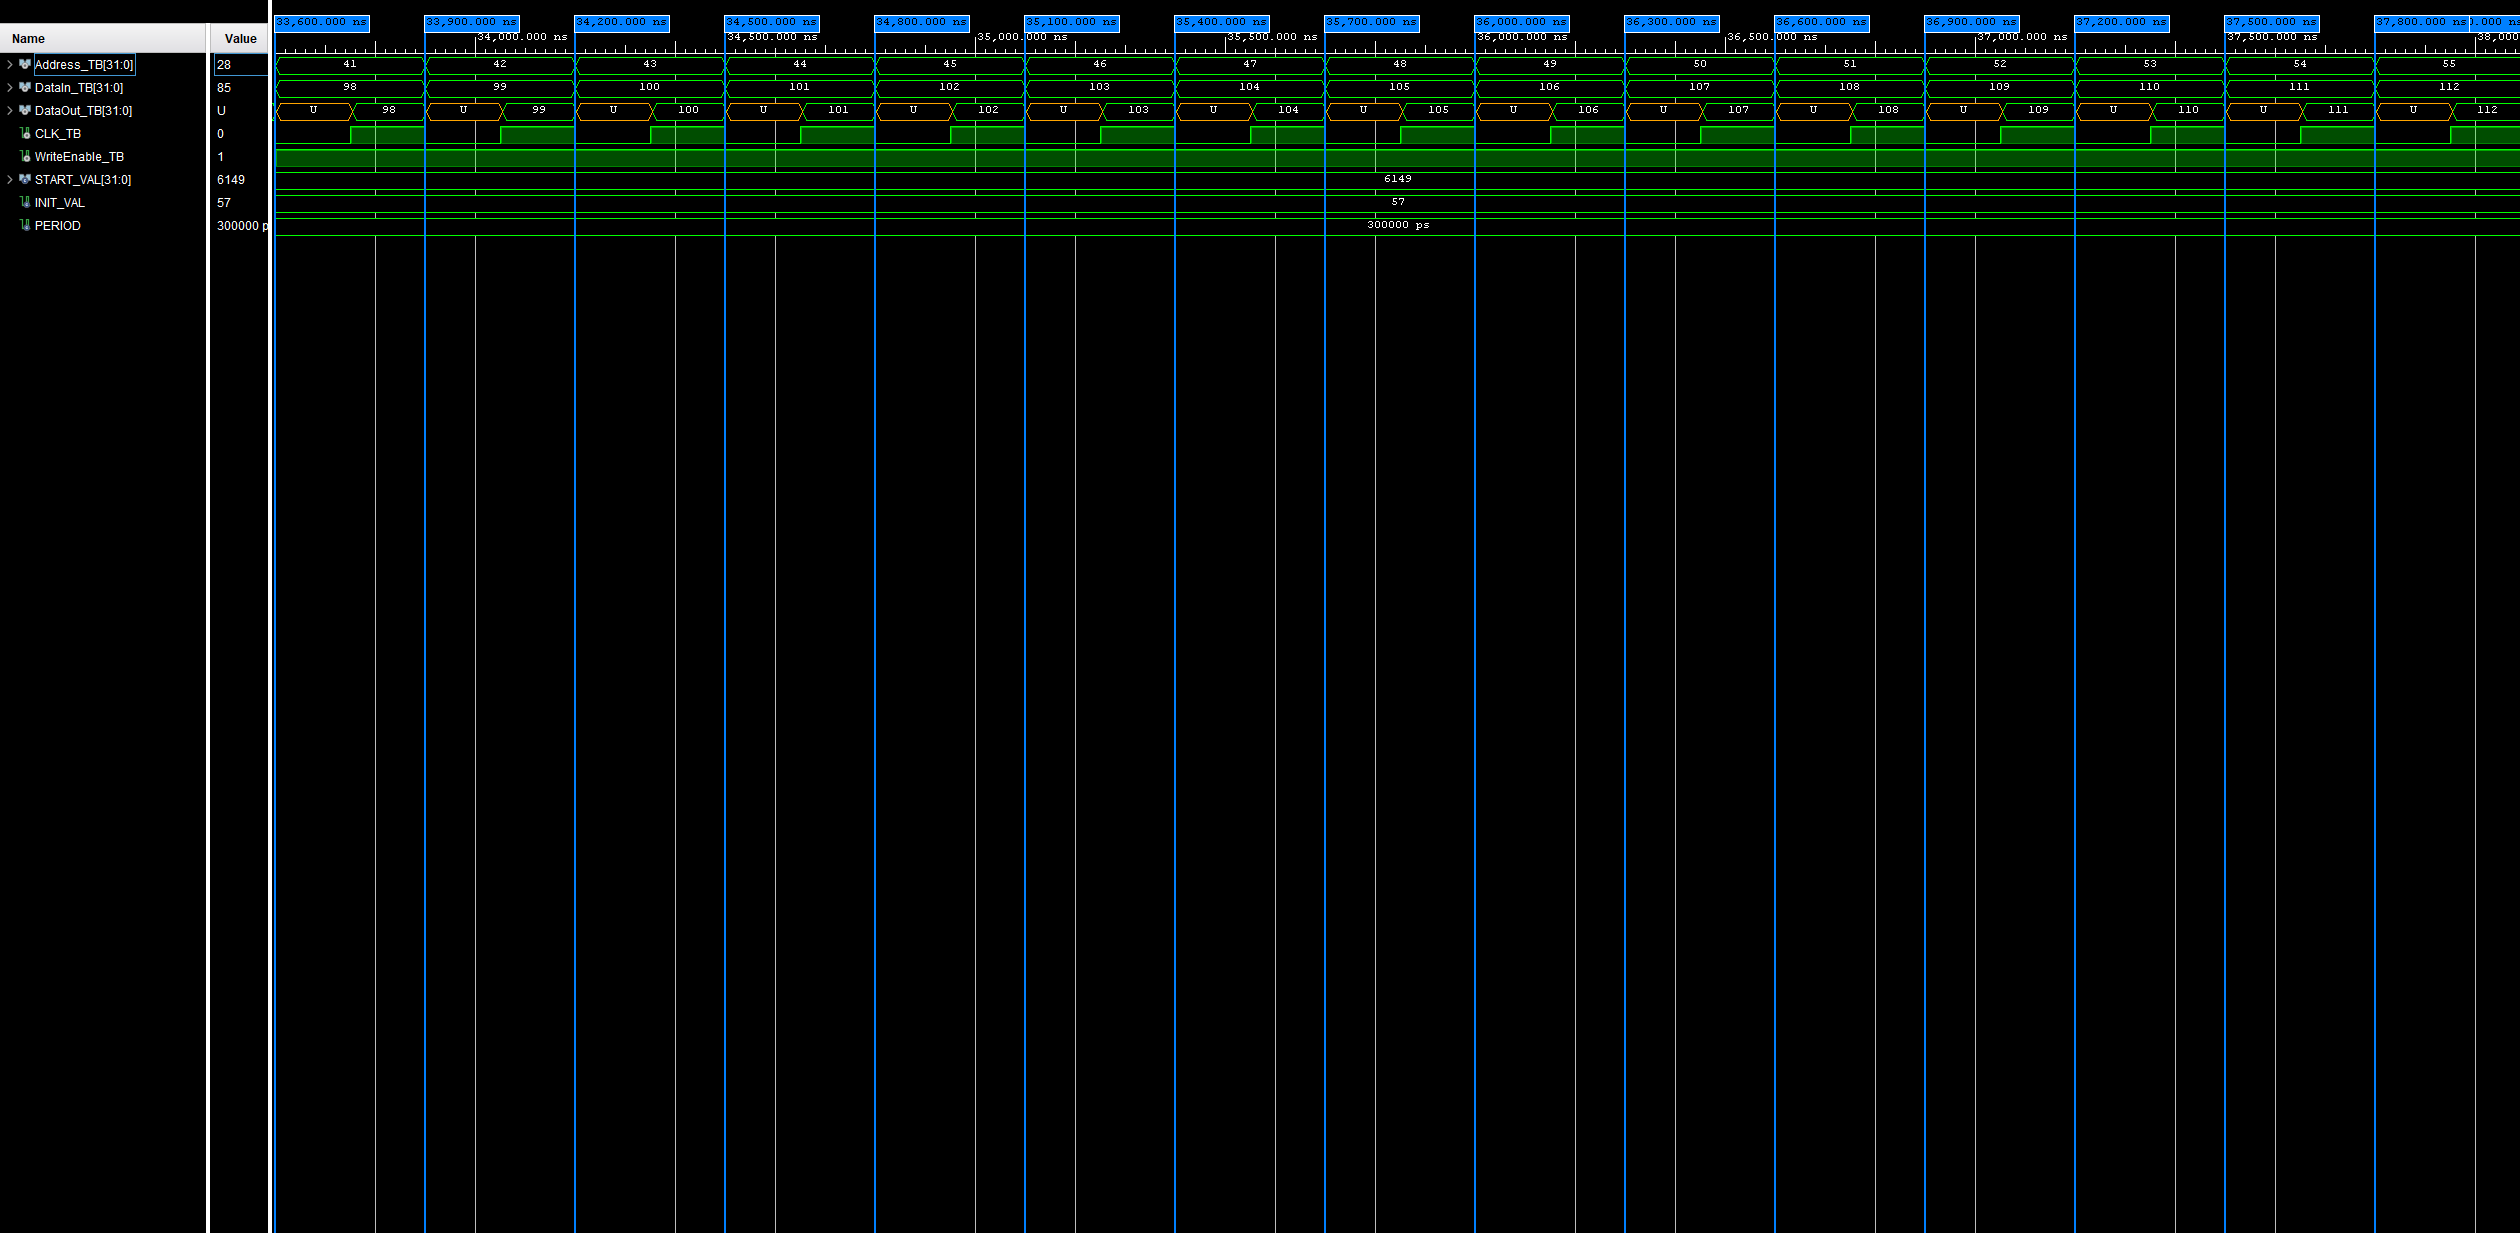 33,600.000 ns 33,900.000 ns 34,200.000 ns 34,500.000 ns 34,800.000 ns 35,100.000 ns 35,400.000 ns 35,700.000 ns 36,000.000 ns 36,300.000 ns 36,600.000 ns 36,900.000 ns 37,200.000 ns 37,500.000 ns 37,800.000 ns
Name Value 34,000.000 ns 34,500.000 ns 35,000.000 ns 35,500.000 ns 36,000.000 ns 36,500.000 ns 37,000.000 ns 37,500.000 ns 38,000
Address_TB[31:0] 28 41 42 43 44 45 46 47 48 49 50 51 52 53 54 55
DataIn_TB[31:0] 85 98 99 100 101 102 103 104 105 106 107 108 109 110 111 112
DataOut_TB[31:0] U U 98 U 99 U 100 U 101 U 102 U 103 U 104 U 105 U 106 U 107 U 108 U 109 U 110 U 111 U 112
CLK_TB 0
WriteEnable_TB 1
START_VAL[31:0] 6149 6149
INIT_VAL 57 57
PERIOD 300000 p 300000 ps